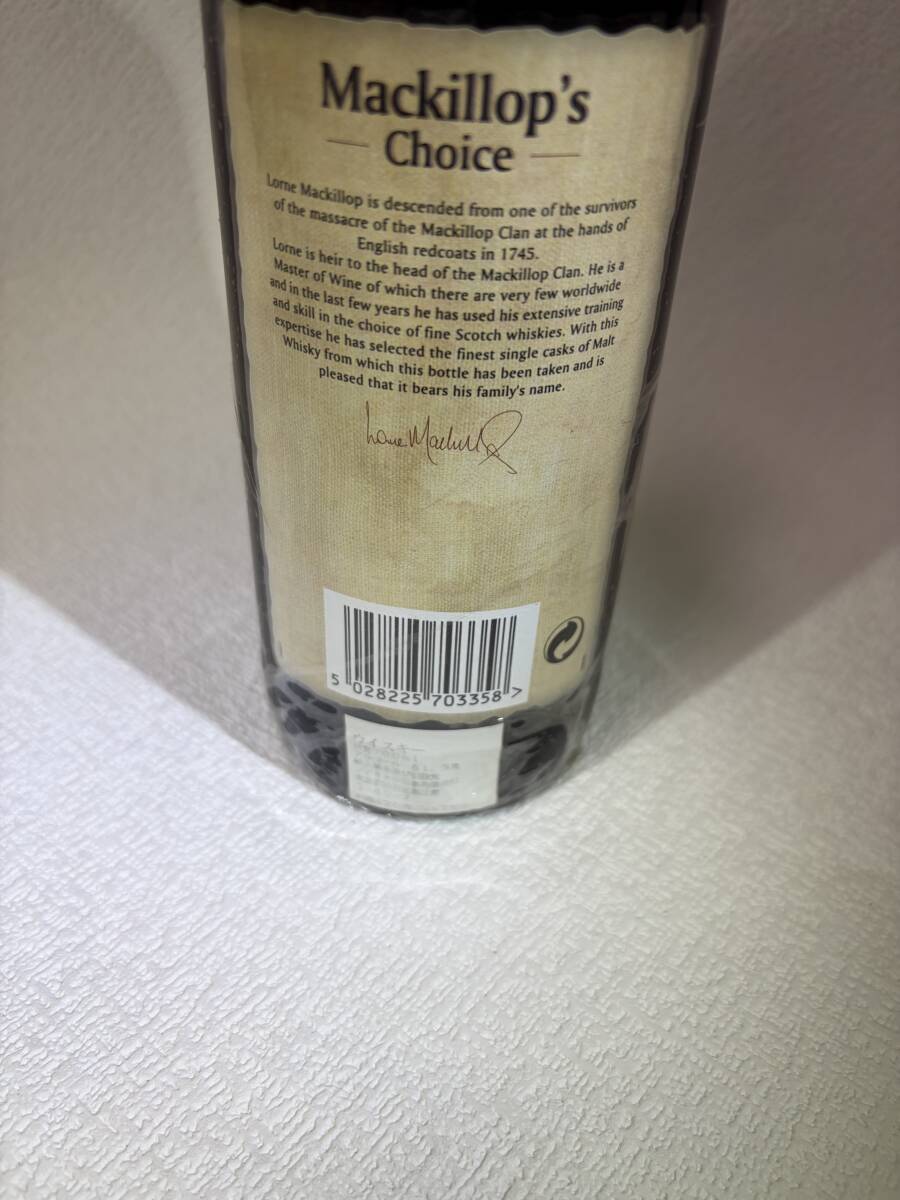 Mackillop's
Choice
Lorne Mackillop is descended from one of the survivors
of the massacre of the Mackillop Clan at the hands of
English redcoats in 1745.
Lorne is heir to the head of the Mackillop Clan. He is a
Master of Wine of which there are very few worldwide
and in the last few years he has used his extensive training
and skill in the choice of fine Scotch whiskies. With this
expertise he has selected the finest single casks of Malt
Whisky from which this bottle has been taken and is
pleased that it bears his family's name.
Lorne Mackillop
5 028225 703358 >
ウイスキー